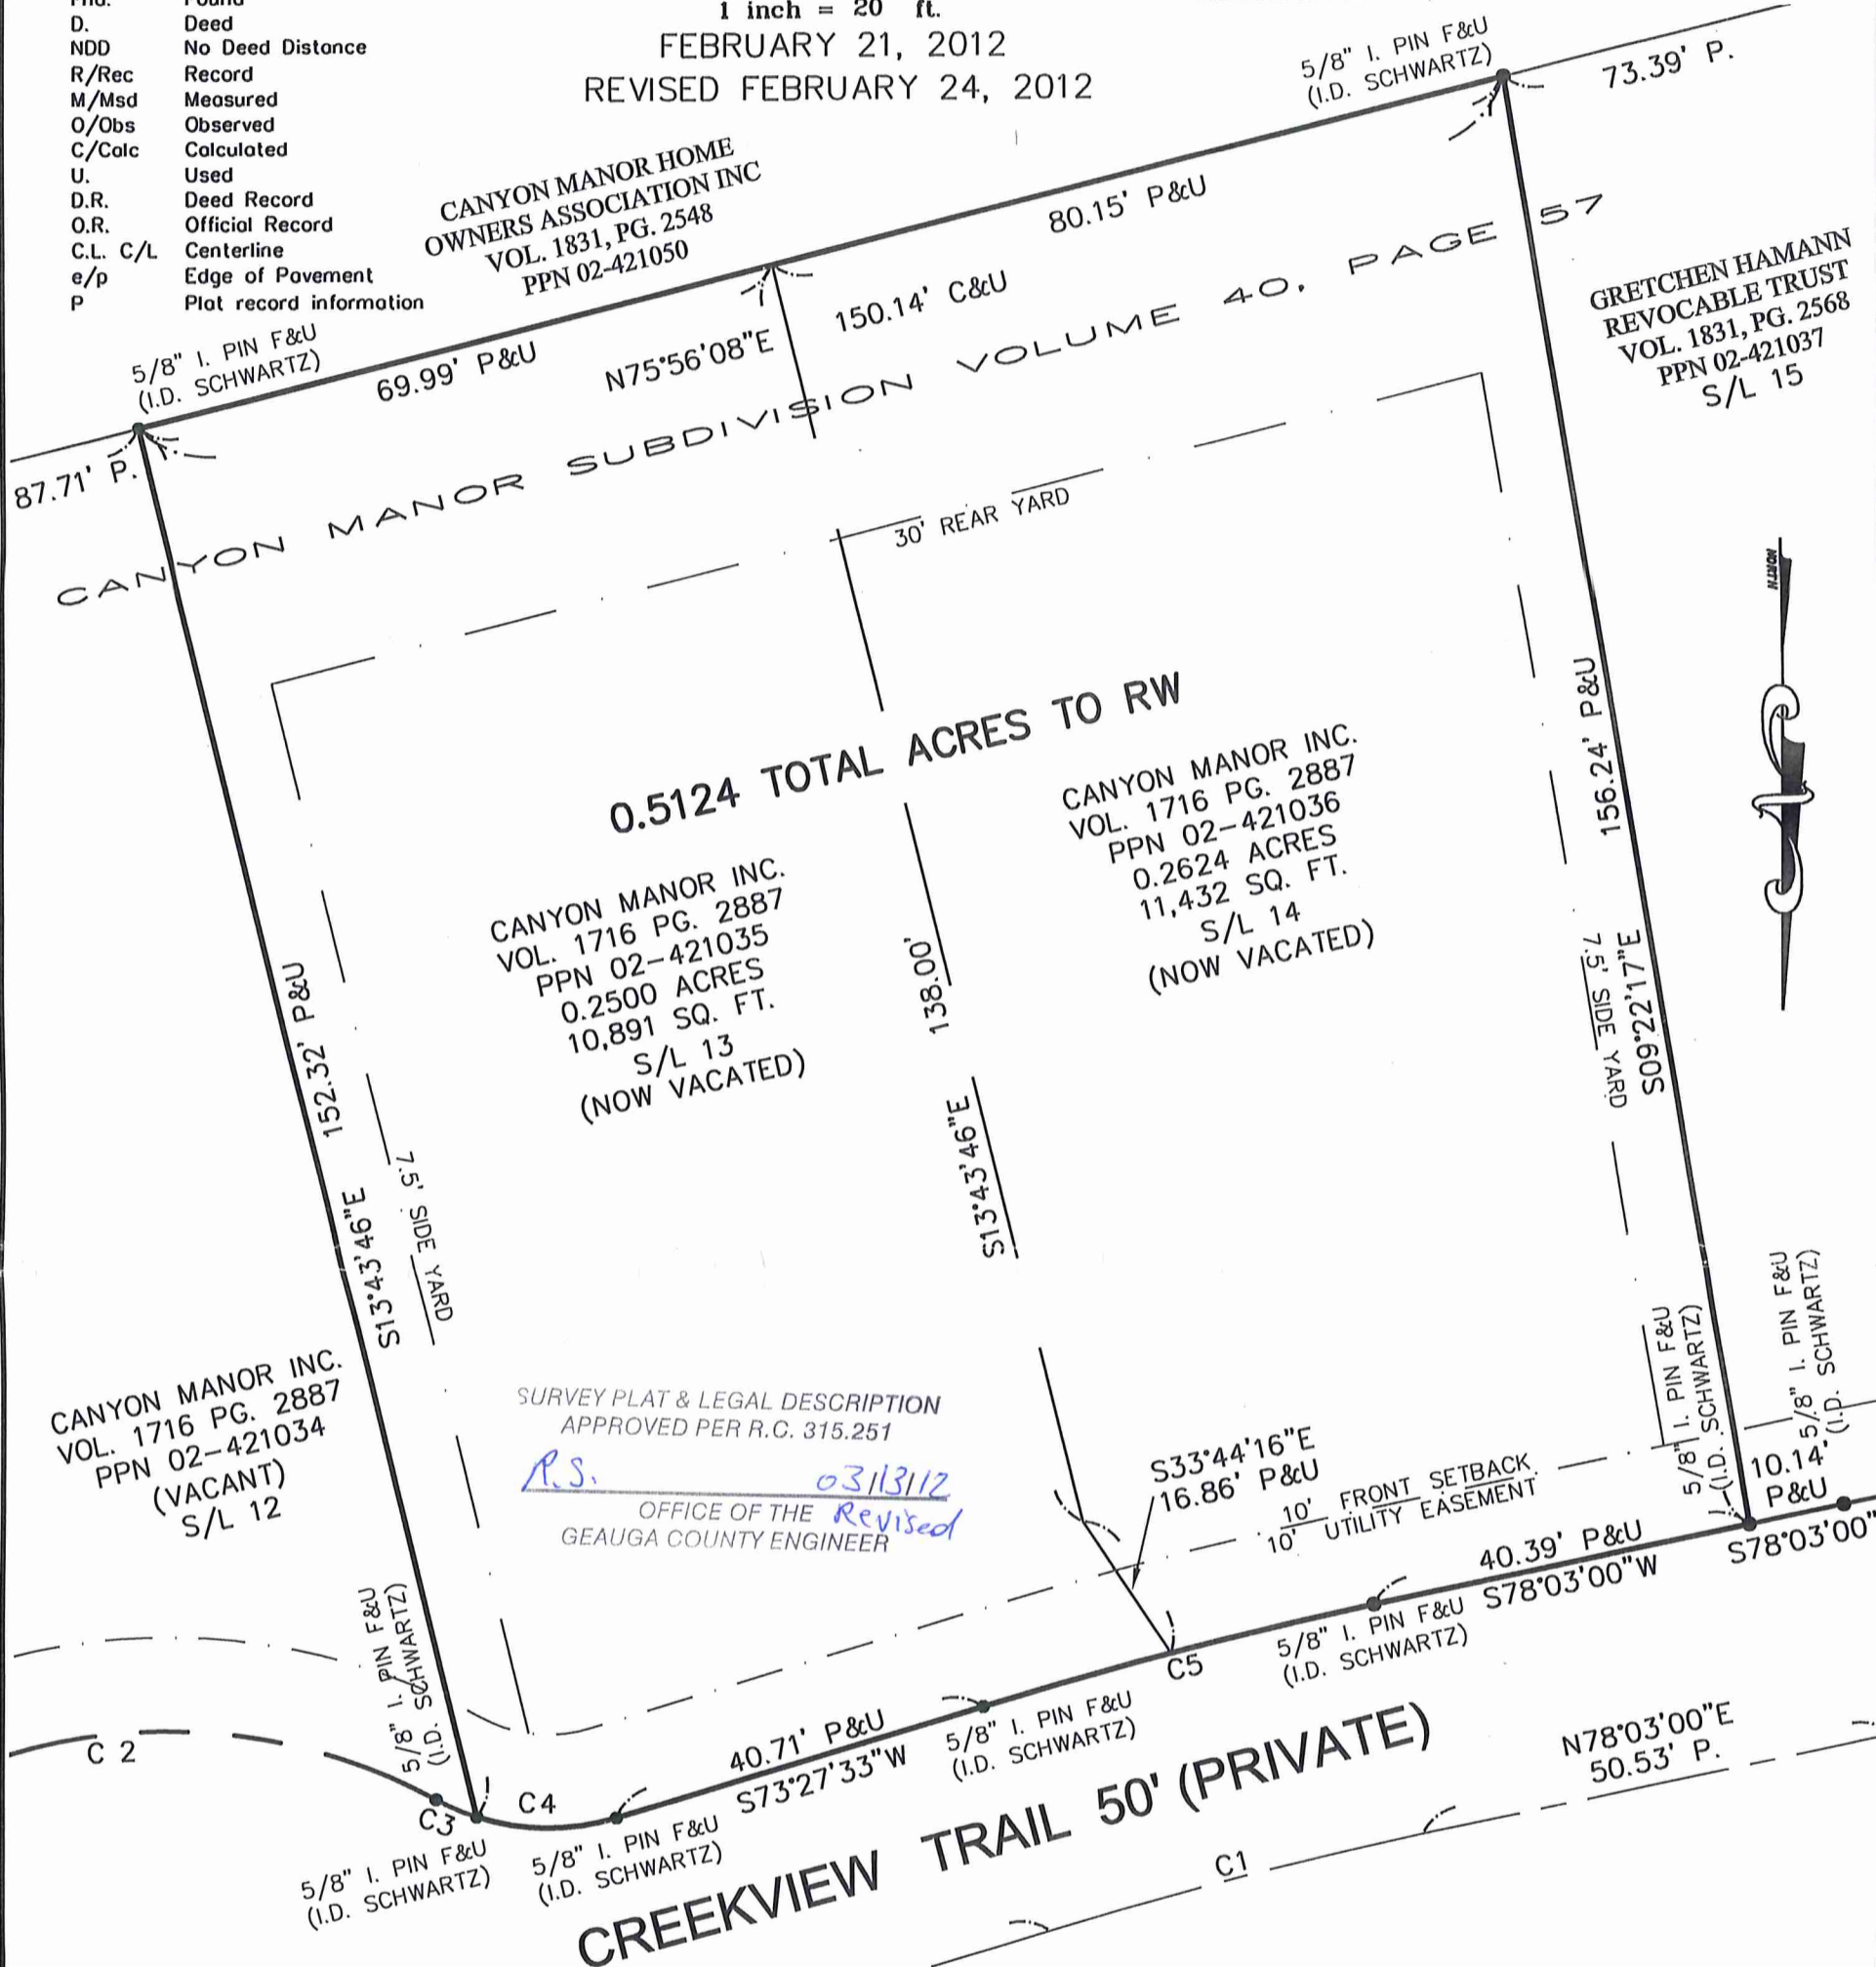 Found
D. Deed
NDD No Deed Distance
R/Rec Record
M/Msd Measured
O/Obs Observed
C/Calc Calculated
U. Used
D.R. Deed Record
O.R. Official Record
C.L. C/L Centerline
e/p Edge of Pavement
P Plat record information
1 inch = 20 ft.
FEBRUARY 21, 2012
REVISED FEBRUARY 24, 2012
5/8" I. PIN F&U
(I.D. SCHWARTZ)
73.39' P.
CANYON MANOR HOME
OWNERS ASSOCIATION INC
VOL. 1831, PG. 2548
PPN 02-421050
80.15' P&U
150.14' C&U
N75°56'08"E
69.99' P&U
5/8" I. PIN F&U
(I.D. SCHWARTZ)
87.71' P.
CANYON MANOR SUBDIVISION VOLUME 40, PAGE 57
GRETCHEN HAMANN
REVOCABLE TRUST
VOL. 1831, PG. 2568
PPN 02-421037
S/L 15
30' REAR YARD
NORTH
0.5124 TOTAL ACRES TO RW
CANYON MANOR INC.
VOL. 1716 PG. 2887
PPN 02-421035
0.2500 ACRES
10,891 SQ. FT.
S/L 13
(NOW VACATED)
CANYON MANOR INC.
VOL. 1716 PG. 2887
PPN 02-421036
0.2624 ACRES
11,432 SQ. FT.
S/L 14
(NOW VACATED)
138.00'
S13°43'46"E
152.32' P&U
S13°43'46"E
7.5' SIDE YARD
156.24' P&U
S09°22'17"E
7.5' SIDE YARD
CANYON MANOR INC.
VOL. 1716 PG. 2887
PPN 02-421034
(VACANT)
S/L 12
SURVEY PLAT & LEGAL DESCRIPTION
APPROVED PER R.C. 315.251
R.S. 03/13/12
OFFICE OF THE Revised
GEAUGA COUNTY ENGINEER
S33°44'16"E
16.86' P&U
10' FRONT SETBACK
10' UTILITY EASEMENT
5/8" I. PIN F&U
(I.D. SCHWARTZ)
5/8" I. PIN F&U
(I.D. SCHWARTZ)
10.14'
P&U
S78°03'00"
40.39' P&U
S78°03'00"W
5/8" I. PIN F&U
(I.D. SCHWARTZ)
C5
5/8" I. PIN F&U
(I.D. SCHWARTZ)
40.71' P&U
S73°27'33"W
5/8" I. PIN F&U
(I.D. SCHWARTZ)
C 2
C3
C4
5/8" I. PIN F&U
(I.D. SCHWARTZ)
5/8" I. PIN F&U
(I.D. SCHWARTZ)
CREEKVIEW TRAIL 50' (PRIVATE)
N78°03'00"E
50.53' P.
C1